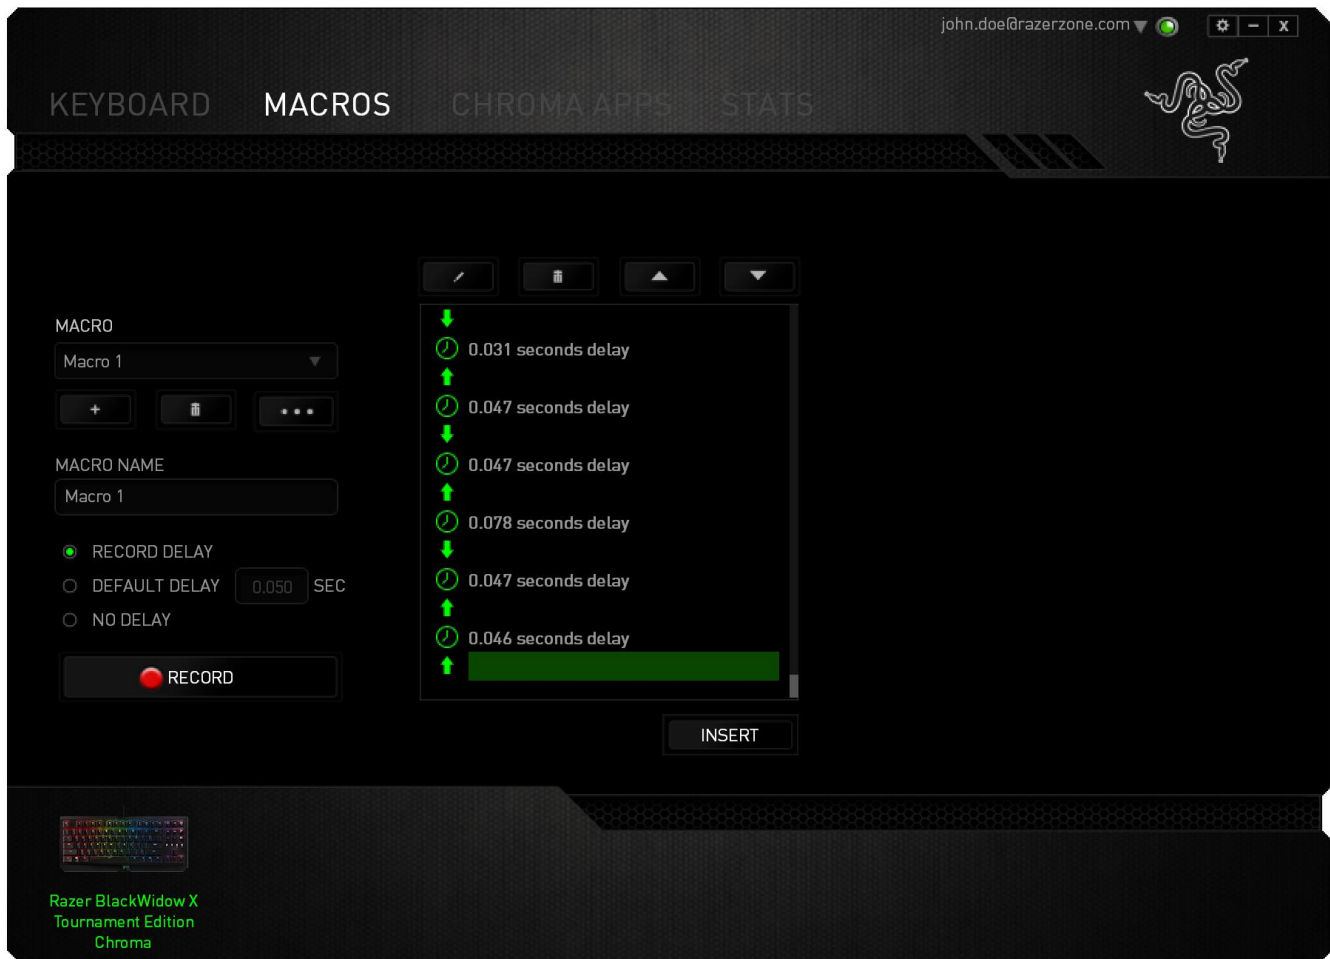 john.doe@razerzone.com
X
KEYBOARD MACROS CHROMA APPS STATS
MACRO
Macro 1
MACRO NAME
Macro 1
RECORD DELAY
DEFAULT DELAY 0.050 SEC
NO DELAY
RECORD
0.031 seconds delay
0.047 seconds delay
0.047 seconds delay
0.078 seconds delay
0.047 seconds delay
0.046 seconds delay
INSERT
Razer BlackWidow X
Tournament Edition
Chroma